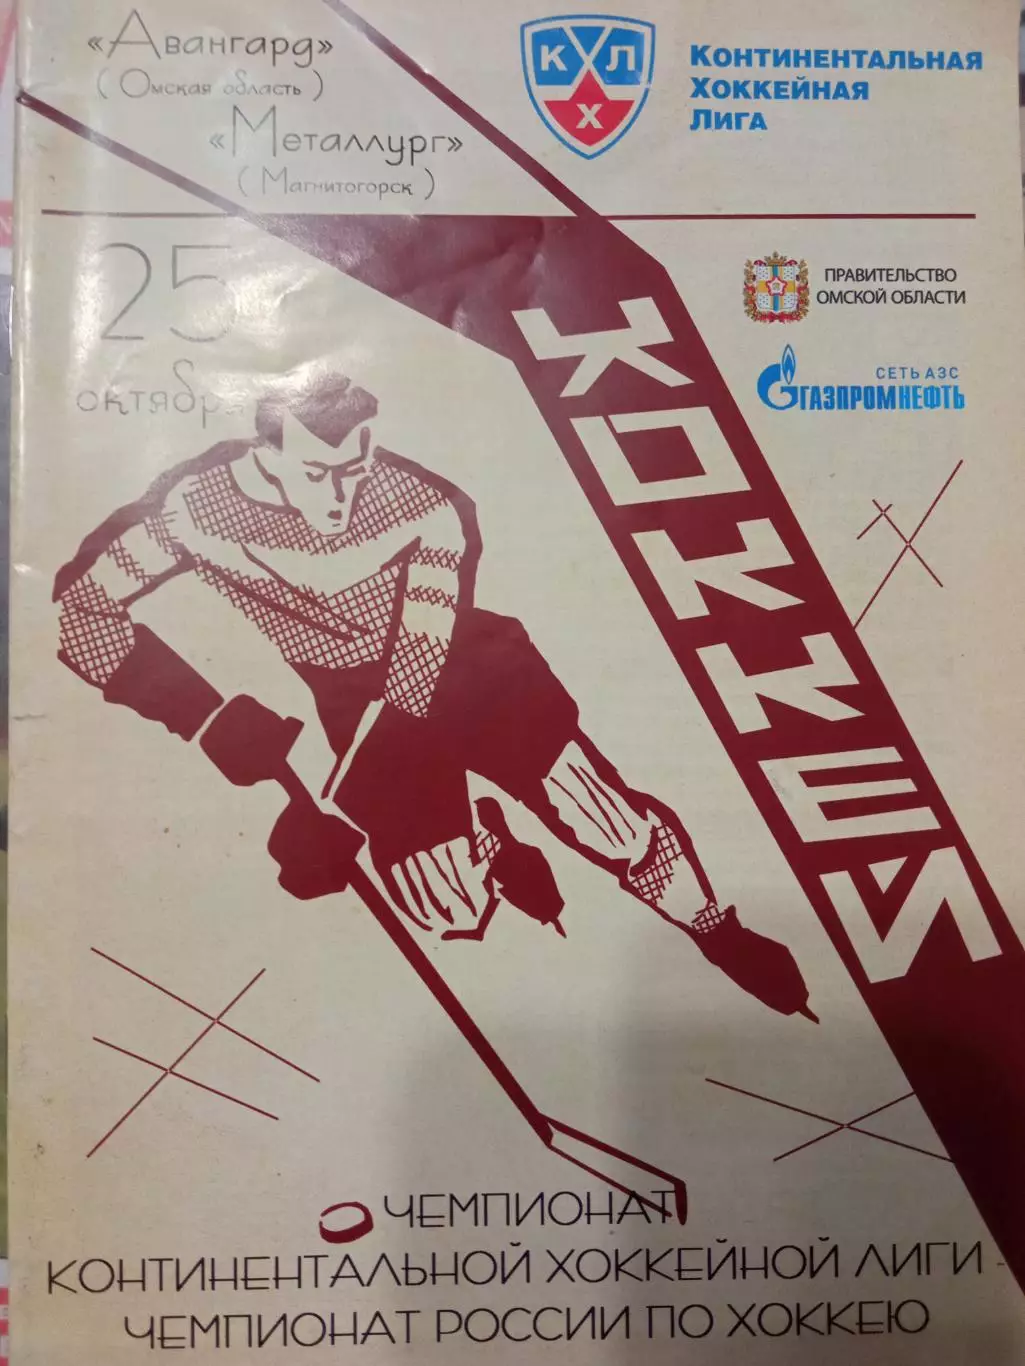 «Авангард»
(Омская область)
«Металлург»
(Магнитогорск)
КХЛ
Континентальная
Хоккейная
Лига
25
октября
ПРАВИТЕЛЬСТВО
ОМСКОЙ ОБЛАСТИ
СЕТЬ АЗС
ГАЗПРОМНЕФТЬ
ХОККЕЙ
ЧЕМПИОНАТ
КОНТИНЕНТАЛЬНОЙ ХОККЕЙНОЙ ЛИГИ -
ЧЕМПИОНАТ РОССИИ ПО ХОККЕЮ